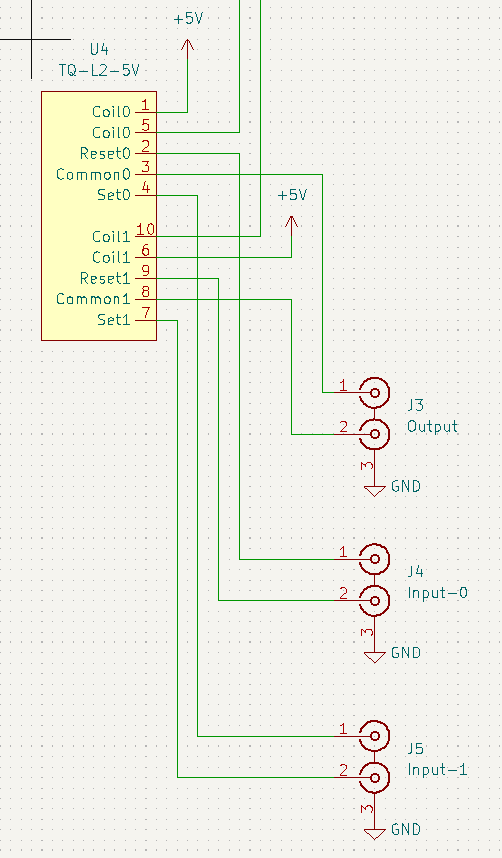 +5V
U4
TQ-L2-5V
Coil0 1
Coil0 5
Reset0 2
Common0 3
Set0 4
+5V
Coil1 10
Coil1 6
Reset1 9
Common1 8
Set1 7
1
J3
2
Output
3
GND
1
J4
2
Input-0
3
GND
1
J5
2
Input-1
3
GND